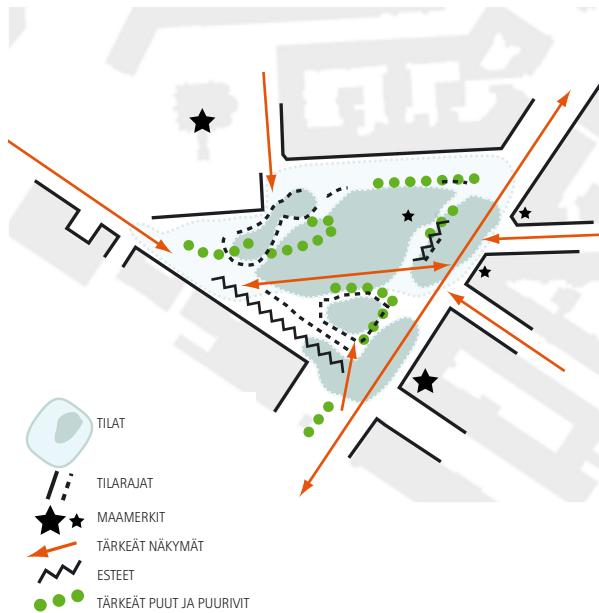 TILAT
TILARAJAT
MAAMERKIT
TÄRKEÄT NÄKYMÄT
ESTEET
TÄRKEÄT PUUT JA PUURIVIT